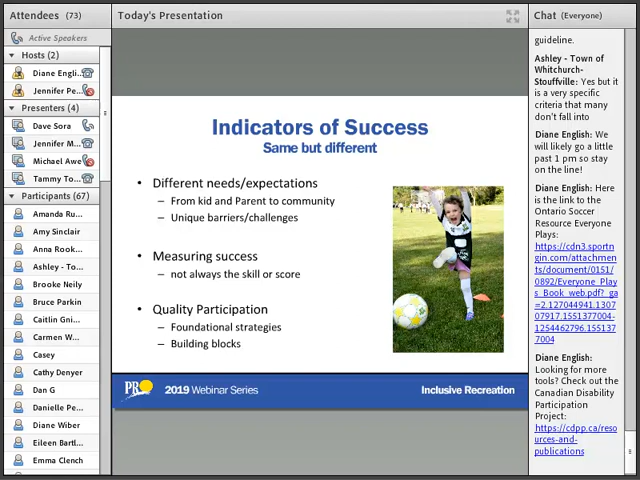 Attendees (73)
Active Speakers
Hosts (2)
Diane Engli...
Jennifer Pe...
Presenters (4)
Dave Sora
Jennifer M...
Michael Awe
Tammy To...
Participants (67)
Amanda Ru...
Amy Sinclair
Anna Rook...
Ashley - To...
Brooke Neily
Bruce Parkin
Caitlin Gni...
Carmen W...
Casey
Cathy Denyer
Dan G
Danielle Pe...
Diane Wiber
Eileen Bartl...
Emma Clench
Today's Presentation
Indicators of Success
Same but different
• Different needs/expectations
– From kid and Parent to community
– Unique barriers/challenges
• Measuring success
– not always the skill or score
• Quality Participation
– Foundational strategies
– Building blocks
PRO
2019 Webinar Series
Inclusive Recreation
Chat (Everyone)
guideline.
Ashley - Town of
Whitchurch-
Stouffville: Yes but it
is a very specific
criteria that many
don't fall into
Diane English: We
will likely go a little
past 1 pm so stay
on the line!
Diane English: Here
is the link to the
Ontario Soccer
Resource Everyone
Plays:
https://cdn3.sportn
gin.com/attachmen
ts/document/0151/
0892/Everyone_Play
s_Book_web.pdf?_ga
=2.127044941.1307
07917.1551377004-
1254462796.155137
7004
Diane English:
Looking for more
tools? Check out the
Canadian Disability
Participation
Project:
https://cdpp.ca/reso
urces-and-
publications